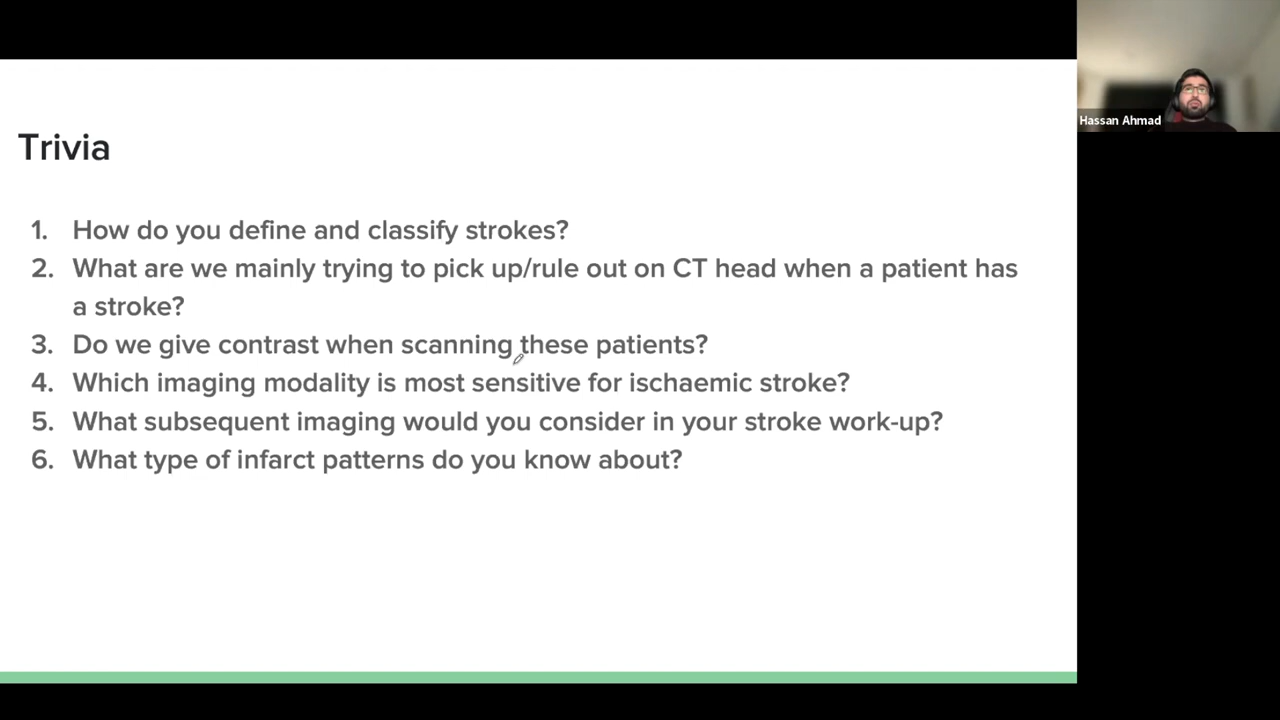 Trivia
1. How do you define and classify strokes?
2. What are we mainly trying to pick up/rule out on CT head when a patient has
a stroke?
3. Do we give contrast when scanning these patients?
4. Which imaging modality is most sensitive for ischaemic stroke?
5. What subsequent imaging would you consider in your stroke work-up?
6. What type of infarct patterns do you know about?
Hassan Ahmad